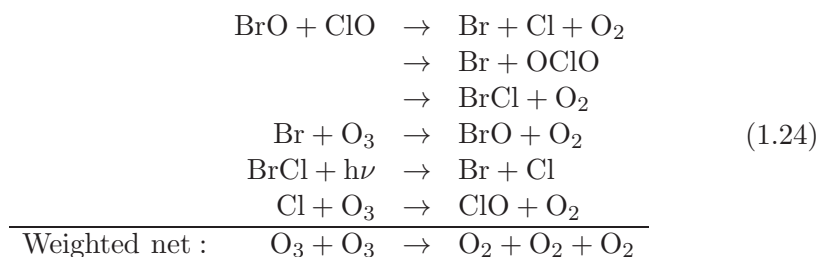 BrO + ClO → Br + Cl + O₂
→ Br + OClO
→ BrCl + O₂
Br + O₃ → BrO + O₂ (1.24)
BrCl + hν → Br + Cl
Cl + O₃ → ClO + O₂
Weighted net : O₃ + O₃ → O₂ + O₂ + O₂